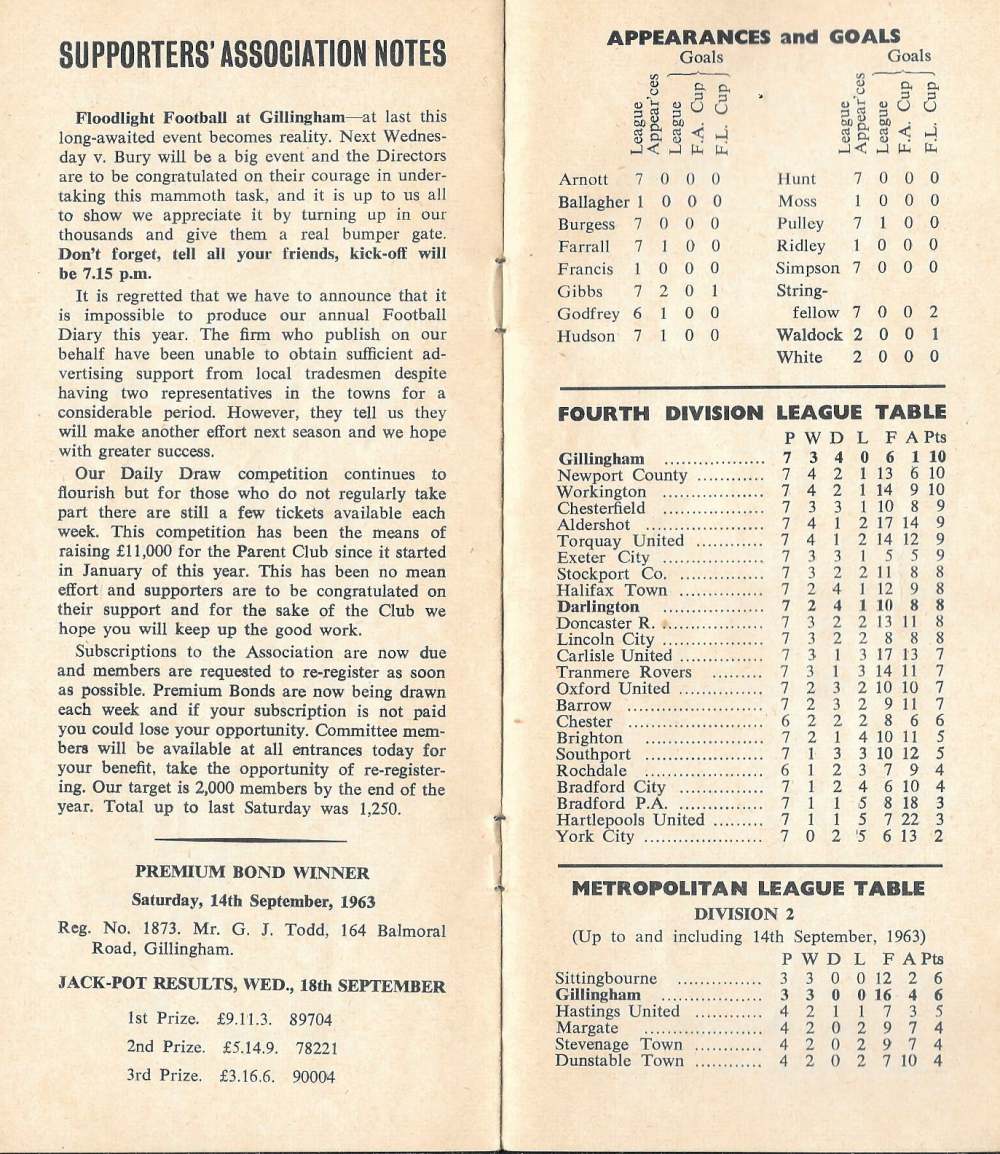 SUPPORTERS' ASSOCIATION NOTES
Floodlight Football at Gillingham—at last this
long-awaited event becomes reality. Next Wednes-
day v. Bury will be a big event and the Directors
are to be congratulated on their courage in under-
taking this mammoth task, and it is up to us all
to show we appreciate it by turning up in our
thousands and give them a real bumper gate.
Don't forget, tell all your friends, kick-off will
be 7.15 p.m.
It is regretted that we have to announce that it
is impossible to produce our annual Football
Diary this year. The firm who publish on our
behalf have been unable to obtain sufficient ad-
vertising support from local tradesmen despite
having two representatives in the towns for a
considerable period. However, they tell us they
will make another effort next season and we hope
with greater success.
Our Daily Draw competition continues to
flourish but for those who do not regularly take
part there are still a few tickets available each
week. This competition has been the means of
raising £11,000 for the Parent Club since it started
in January of this year. This has been no mean
effort and supporters are to be congratulated on
their support and for the sake of the Club we
hope you will keep up the good work.
Subscriptions to the Association are now due
and members are requested to re-register as soon
as possible. Premium Bonds are now being drawn
each week and if your subscription is not paid
you could lose your opportunity. Committee mem-
bers will be available at all entrances today for
your benefit, take the opportunity of re-register-
ing. Our target is 2,000 members by the end of the
year. Total up to last Saturday was 1,250.
PREMIUM BOND WINNER
Saturday, 14th September, 1963
Reg. No. 1873. Mr. G. J. Todd, 164 Balmoral
Road, Gillingham.
JACK-POT RESULTS, WED., 18th SEPTEMBER
1st Prize. £9.11.3. 89704
2nd Prize. £5.14.9. 78221
3rd Prize. £3.16.6. 90004
APPEARANCES and GOALS
Goals
League Appear'ces League F.A. Cup F.L. Cup
Arnott 7 0 0 0
Ballagher 1 0 0 0
Burgess 7 0 0 0
Farrall 7 1 0 0
Francis 1 0 0 0
Gibbs 7 2 0 1
Godfrey 6 1 0 0
Hudson 7 1 0 0
Goals
League Appear'ces League F.A. Cup F.L. Cup
Hunt 7 0 0 0
Moss 1 0 0 0
Pulley 7 1 0 0
Ridley 1 0 0 0
Simpson 7 0 0 0
String-
fellow 7 0 0 2
Waldock 2 0 0 1
White 2 0 0 0
FOURTH DIVISION LEAGUE TABLE
P W D L F A Pts
Gillingham .................. 7 3 4 0 6 1 10
Newport County ............ 7 4 2 1 13 6 10
Workington .................. 7 4 2 1 14 9 10
Chesterfield .................. 7 3 3 1 10 8 9
Aldershot ..................... 7 4 1 2 17 14 9
Torquay United ............ 7 4 1 2 14 12 9
Exeter City .................. 7 3 3 1 5 5 9
Stockport Co. ............... 7 3 2 2 11 8 8
Halifax Town ............... 7 2 4 1 12 9 8
Darlington .................. 7 2 4 1 10 8 8
Doncaster R. .................. 7 3 2 2 13 11 8
Lincoln City .................. 7 3 2 2 8 8 8
Carlisle United ............... 7 3 1 3 17 13 7
Tranmere Rovers ......... 7 3 1 3 14 11 7
Oxford United ............... 7 2 3 2 10 10 7
Barrow ........................ 7 2 3 2 9 11 7
Chester ........................ 6 2 2 2 8 6 6
Brighton ..................... 7 2 1 4 10 11 5
Southport ..................... 7 1 3 3 10 12 5
Rochdale ..................... 6 1 2 3 7 9 4
Bradford City ............... 7 1 2 4 6 10 4
Bradford P.A. ............... 7 1 1 5 8 18 3
Hartlepools United ......... 7 1 1 5 7 22 3
York City ..................... 7 0 2 5 6 13 2
METROPOLITAN LEAGUE TABLE
DIVISION 2
(Up to and including 14th September, 1963)
P W D L F A Pts
Sittingbourne ............... 3 3 0 0 12 2 6
Gillingham .................. 3 3 0 0 16 4 6
Hastings United ............ 4 2 1 1 7 3 5
Margate ..................... 4 2 0 2 9 7 4
Stevenage Town ............ 4 2 0 2 9 7 4
Dunstable Town ............ 4 2 0 2 7 10 4